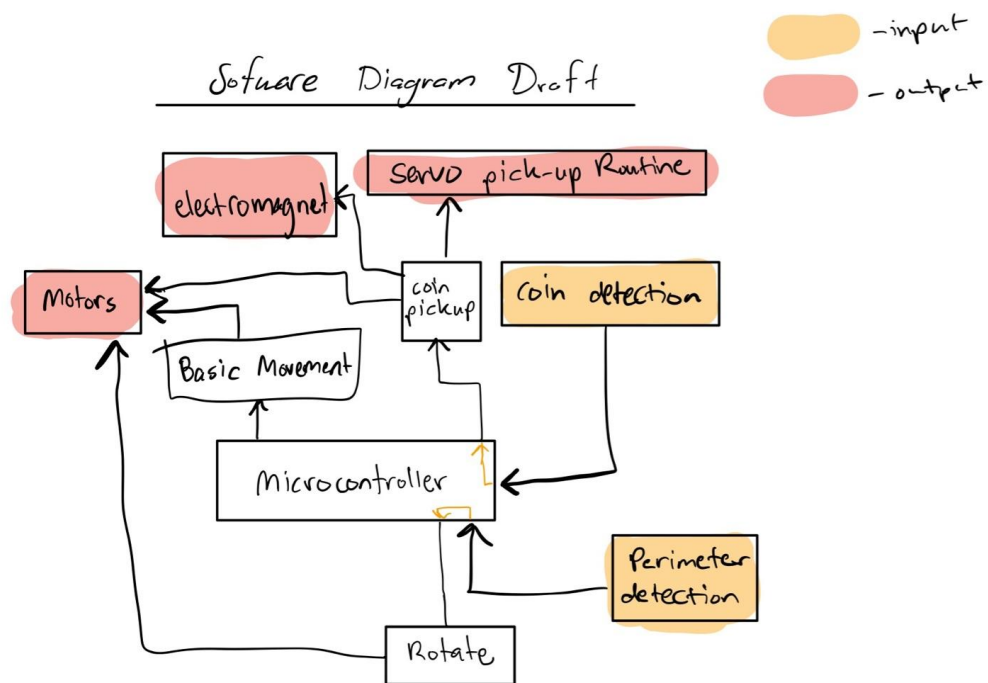 Sofware Diagram Draft
- input
- output
electromagnet
Servo pick-up Routine
Motors
coin
pickup
Coin detection
Basic Movement
Microcontroller
Perimeter
detection
Rotate